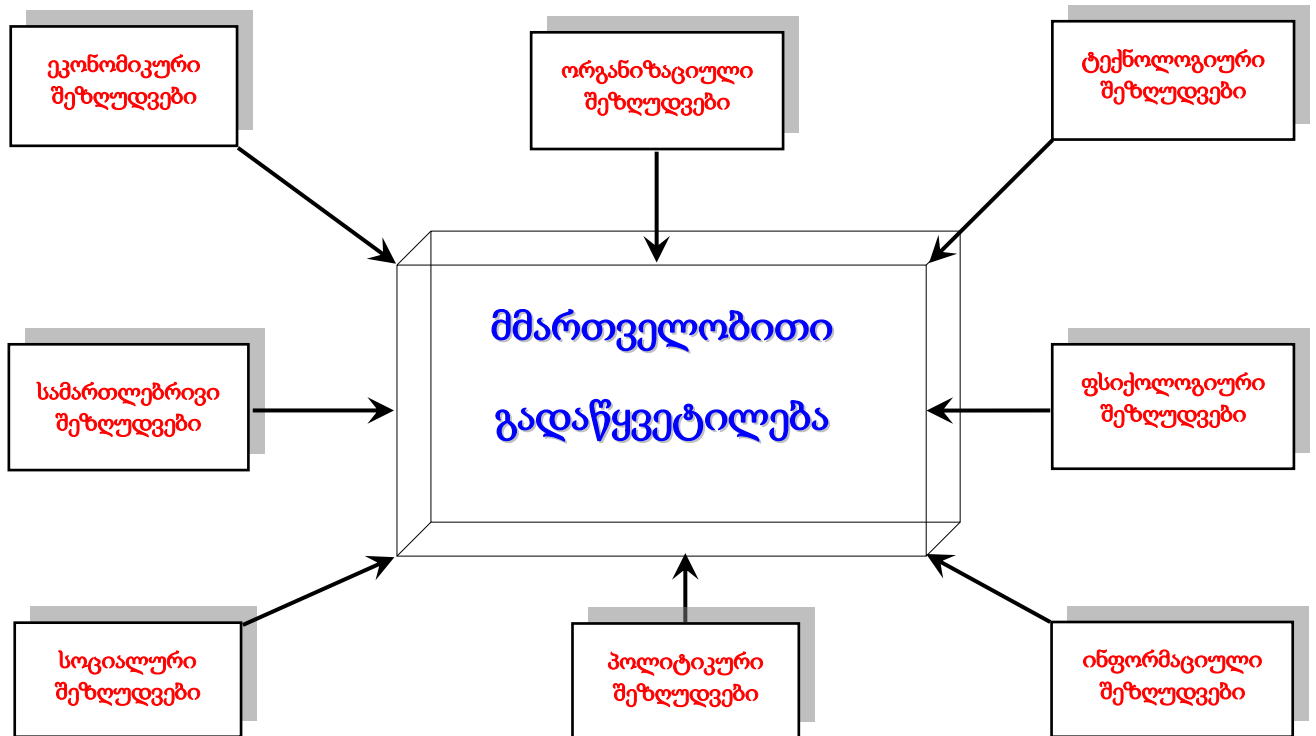 ეკონომიკური
შეზღუდვები
ორგანიზაციული
შეზღუდვები
ტექნოლოგიური
შეზღუდვები
მმართველობითი
გადაწყვეტილება
სამართლებრივი
შეზღუდვები
ფსიქოლოგიური
შეზღუდვები
სოციალური
შეზღუდვები
პოლიტიკური
შეზღუდვები
ინფორმაციული
შეზღუდვები